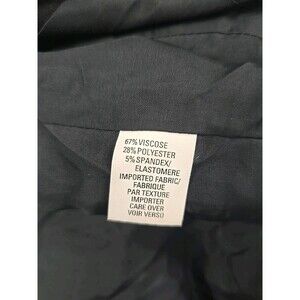 67% VISCOSE
28% POLYESTER
5% SPANDEX/
ELASTOMERE
IMPORTED FABRIC/
FABRIQUE
PAR TEXTURE
IMPORTER
CARE OVER
VOIR VERSO